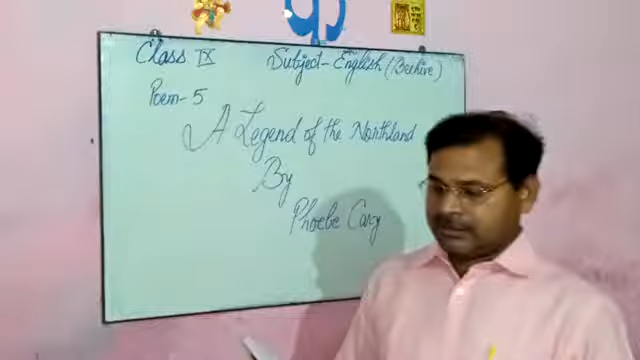 Class IX Subject- English (Beehive)
Poem- 5
A Legend of the Northland
By
Phoebe Cary